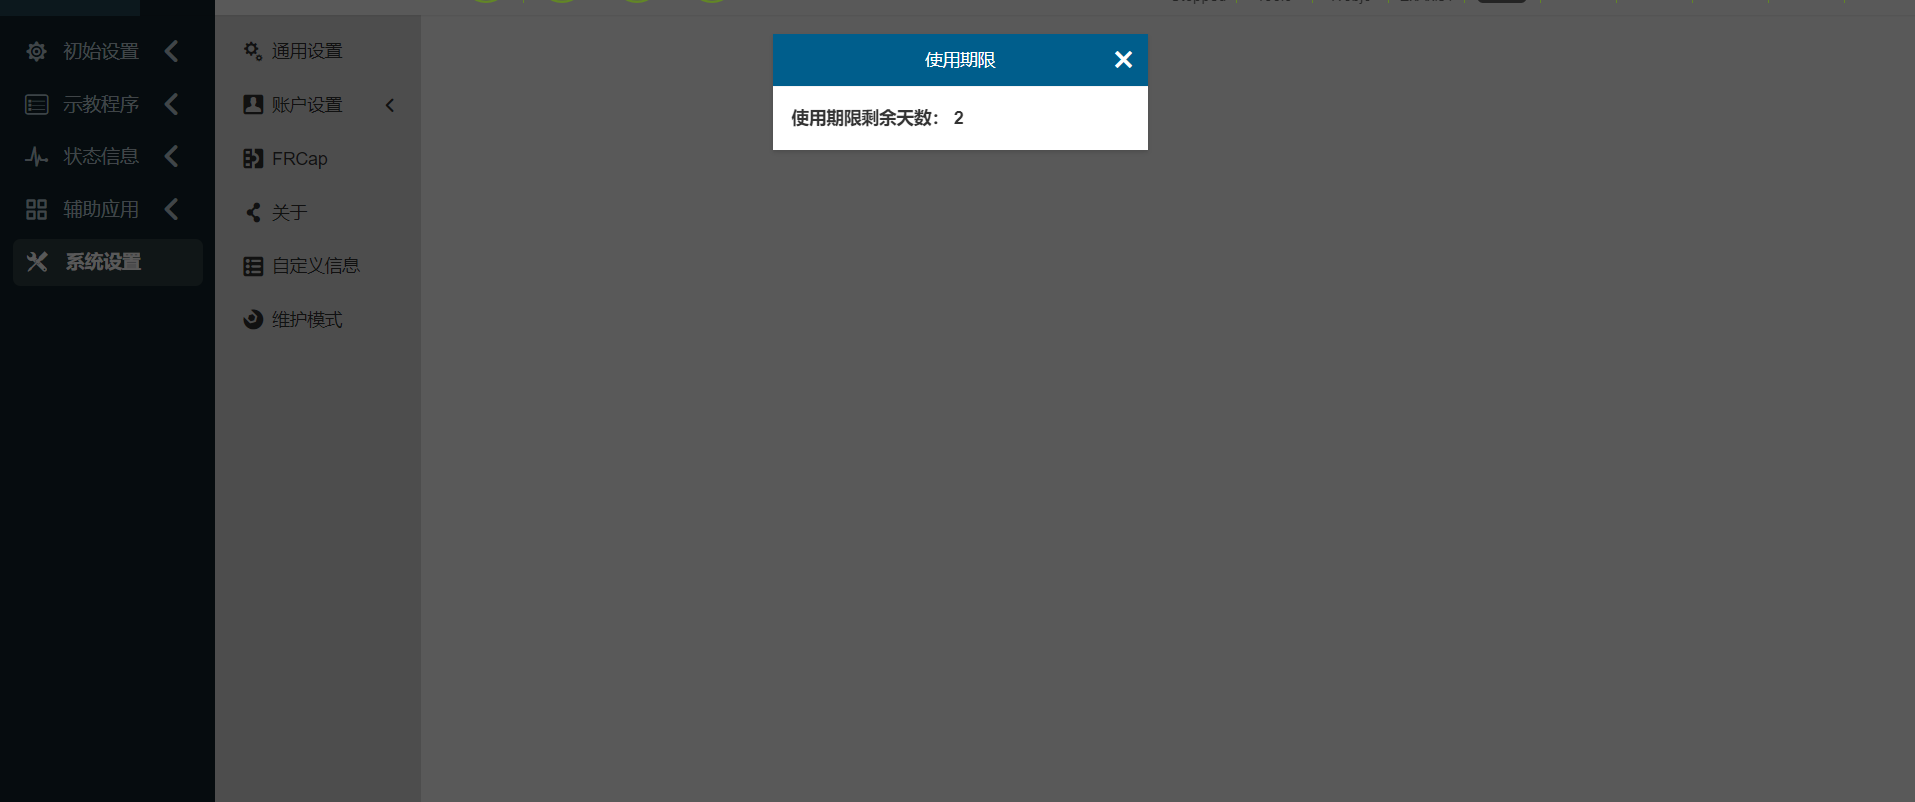 初始设置
示教程序
状态信息
辅助应用
系统设置
通用设置
账户设置
FRCap
关于
自定义信息
维护模式
使用期限
使用期限剩余天数： 2